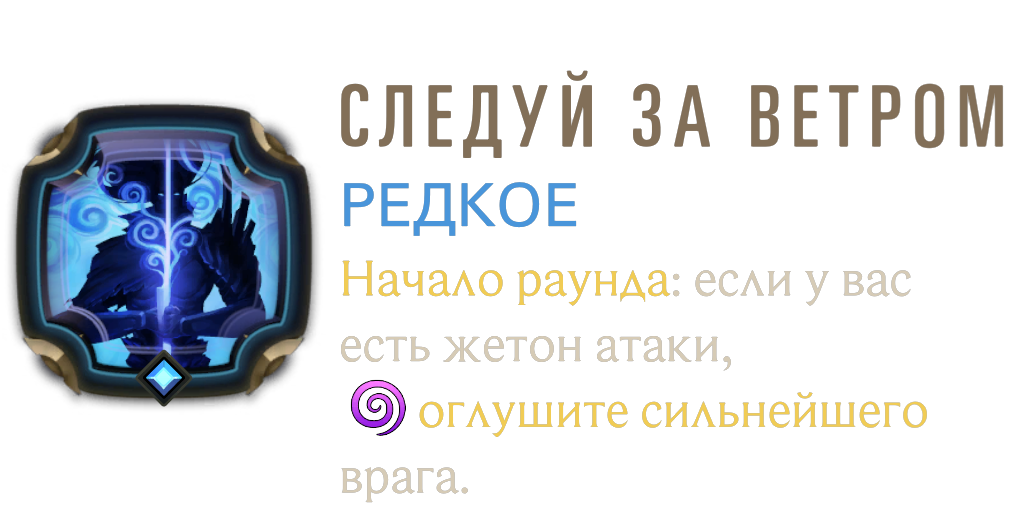 СЛЕДУЙ ЗА ВЕТРОМ
РЕДКОЕ
Начало раунда: если у вас
есть жетон атаки,
оглушите сильнейшего
врага.